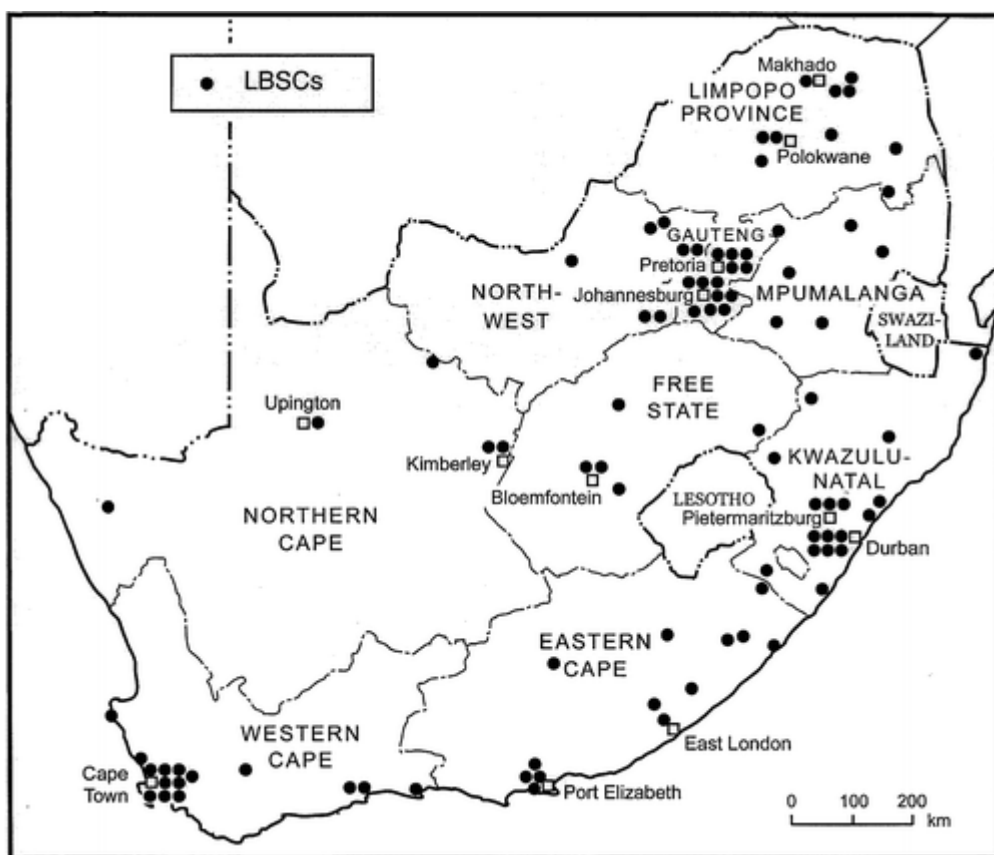 LBSCs
Makhado
LIMPOPO
PROVINCE
Polokwane
GAUTENG
Pretoria
Johannesburg
NORTH-
WEST
MPUMALANGA
SWAZI-
LAND
FREE
STATE
Upington
Kimberley
Bloemfontein
KWAZULU-
NATAL
LESOTHO
Pietermaritzburg
Durban
NORTHERN
CAPE
EASTERN
CAPE
WESTERN
CAPE
East London
Cape
Town
Port Elizabeth
0 100 200
km